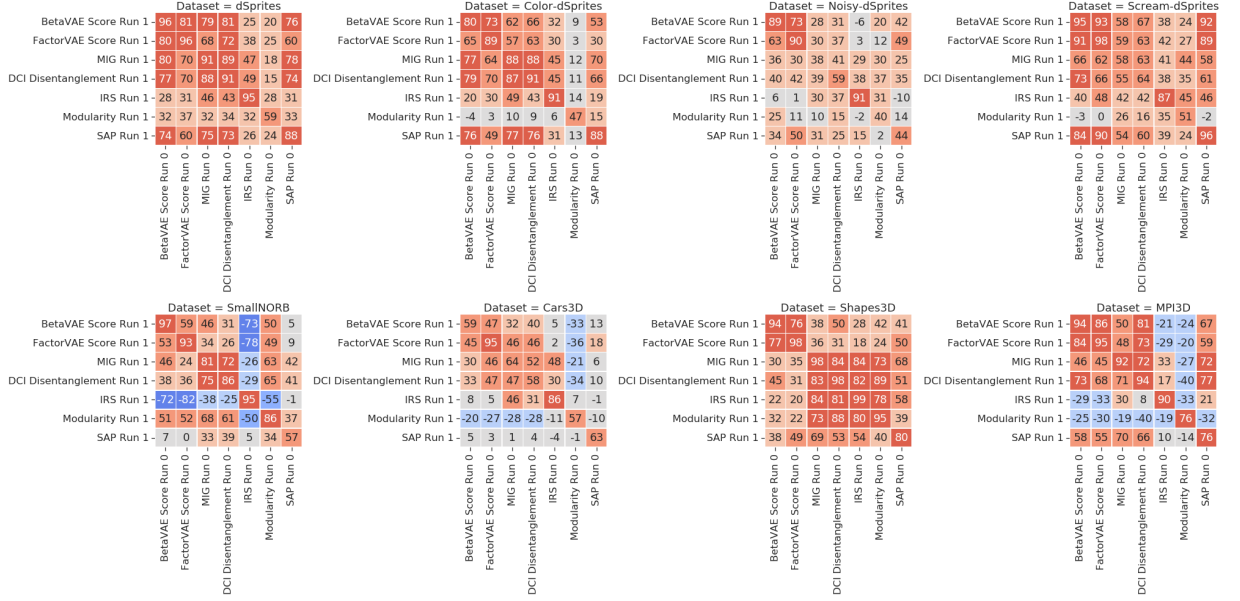 Dataset = dSprites
BetaVAE Score Run 1 96 81 79 81 25 20 76
FactorVAE Score Run 1 80 96 68 72 38 25 60
MIG Run 1 80 70 91 89 47 18 78
DCI Disentanglement Run 1 77 70 88 91 49 15 74
IRS Run 1 28 31 46 43 95 28 31
Modularity Run 1 32 37 32 34 32 59 33
SAP Run 1 74 60 75 73 26 24 88
BetaVAE Score Run 0
FactorVAE Score Run 0
MIG Run 0
DCI Disentanglement Run 0
IRS Run 0
Modularity Run 0
SAP Run 0
Dataset = Color-dSprites
BetaVAE Score Run 1 80 73 62 66 32 9 53
FactorVAE Score Run 1 65 89 57 63 30 3 30
MIG Run 1 77 64 88 88 45 12 70
DCI Disentanglement Run 1 79 70 87 91 45 11 66
IRS Run 1 20 30 49 43 91 14 19
Modularity Run 1 -4 3 10 9 6 47 15
SAP Run 1 76 49 77 76 31 13 88
BetaVAE Score Run 0
FactorVAE Score Run 0
MIG Run 0
DCI Disentanglement Run 0
IRS Run 0
Modularity Run 0
SAP Run 0
Dataset = Noisy-dSprites
BetaVAE Score Run 1 89 73 28 31 -6 20 42
FactorVAE Score Run 1 63 90 30 37 3 12 49
MIG Run 1 36 30 38 41 29 30 25
DCI Disentanglement Run 1 40 42 39 59 38 37 35
IRS Run 1 6 1 30 37 91 31 -10
Modularity Run 1 25 11 10 15 -2 40 14
SAP Run 1 34 50 31 25 15 2 44
BetaVAE Score Run 0
FactorVAE Score Run 0
MIG Run 0
DCI Disentanglement Run 0
IRS Run 0
Modularity Run 0
SAP Run 0
Dataset = Scream-dSprites
BetaVAE Score Run 1 95 93 58 67 38 24 92
FactorVAE Score Run 1 91 98 59 63 42 27 89
MIG Run 1 66 62 58 63 41 44 58
DCI Disentanglement Run 1 73 66 55 64 38 35 61
IRS Run 1 40 48 42 42 87 45 46
Modularity Run 1 -3 0 26 16 35 51 -2
SAP Run 1 84 90 54 60 39 24 96
BetaVAE Score Run 0
FactorVAE Score Run 0
MIG Run 0
DCI Disentanglement Run 0
IRS Run 0
Modularity Run 0
SAP Run 0
Dataset = SmallNORB
BetaVAE Score Run 1 97 59 46 31 -73 50 5
FactorVAE Score Run 1 53 93 34 26 -78 49 9
MIG Run 1 46 24 81 72 -26 63 42
DCI Disentanglement Run 1 38 36 75 86 -29 65 41
IRS Run 1 -72 -82 -38 -25 95 -55 -1
Modularity Run 1 51 52 68 61 -50 86 37
SAP Run 1 7 0 33 39 5 34 57
BetaVAE Score Run 0
FactorVAE Score Run 0
MIG Run 0
DCI Disentanglement Run 0
IRS Run 0
Modularity Run 0
SAP Run 0
Dataset = Cars3D
BetaVAE Score Run 1 59 47 32 40 5 -33 13
FactorVAE Score Run 1 45 95 46 46 2 -36 18
MIG Run 1 30 46 64 52 48 -21 6
DCI Disentanglement Run 1 33 47 47 58 30 -34 10
IRS Run 1 8 5 46 31 86 7 -1
Modularity Run 1 -20 -27 -28 -28 -11 57 -10
SAP Run 1 5 3 1 4 -4 -1 63
BetaVAE Score Run 0
FactorVAE Score Run 0
MIG Run 0
DCI Disentanglement Run 0
IRS Run 0
Modularity Run 0
SAP Run 0
Dataset = Shapes3D
BetaVAE Score Run 1 94 76 38 50 28 42 41
FactorVAE Score Run 1 77 98 36 31 18 24 50
MIG Run 1 30 35 98 84 84 73 68
DCI Disentanglement Run 1 45 31 83 98 82 89 51
IRS Run 1 22 20 84 81 99 78 58
Modularity Run 1 32 22 73 88 80 95 39
SAP Run 1 38 49 69 53 54 40 80
BetaVAE Score Run 0
FactorVAE Score Run 0
MIG Run 0
DCI Disentanglement Run 0
IRS Run 0
Modularity Run 0
SAP Run 0
Dataset = MPI3D
BetaVAE Score Run 1 94 86 50 81 -21 -24 67
FactorVAE Score Run 1 84 95 48 73 -29 -20 59
MIG Run 1 46 45 92 72 33 -27 72
DCI Disentanglement Run 1 73 68 71 94 17 -40 77
IRS Run 1 -29 -33 30 8 90 -33 21
Modularity Run 1 -25 -30 -19 -40 -19 76 -32
SAP Run 1 58 55 70 66 10 -14 76
BetaVAE Score Run 0
FactorVAE Score Run 0
MIG Run 0
DCI Disentanglement Run 0
IRS Run 0
Modularity Run 0
SAP Run 0